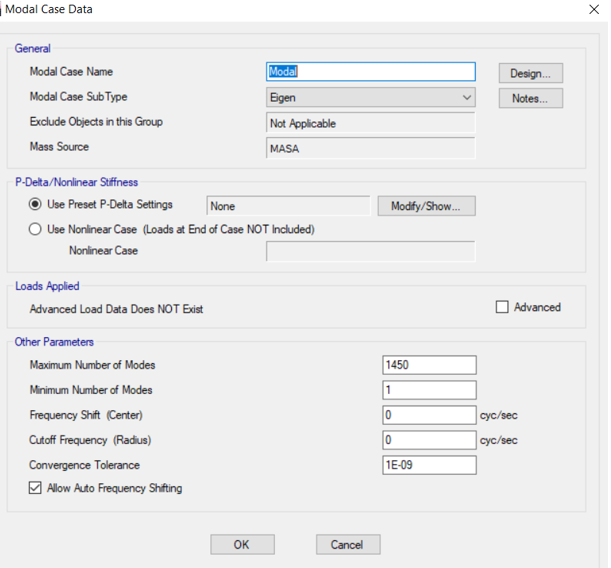 Modal Case Data
General
Modal Case Name Modal Design...
Modal Case SubType Eigen Notes...
Exclude Objects in this Group Not Applicable
Mass Source MASA
P-Delta/Nonlinear Stiffness
Use Preset P-Delta Settings None Modify/Show...
Use Nonlinear Case (Loads at End of Case NOT Included)
Nonlinear Case
Loads Applied
Advanced Load Data Does NOT Exist Advanced
Other Parameters
Maximum Number of Modes 1450
Minimum Number of Modes 1
Frequency Shift (Center) 0 cyc/sec
Cutoff Frequency (Radius) 0 cyc/sec
Convergence Tolerance 1E-09
Allow Auto Frequency Shifting
OK Cancel